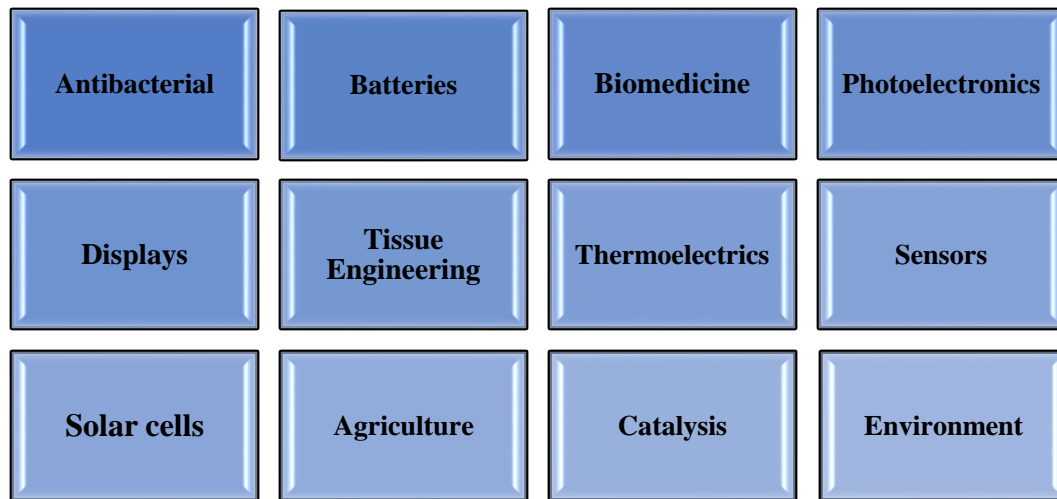 Antibacterial
Batteries
Biomedicine
Photoelectronics
Displays
Tissue
Engineering
Thermoelectrics
Sensors
Solar cells
Agriculture
Catalysis
Environment